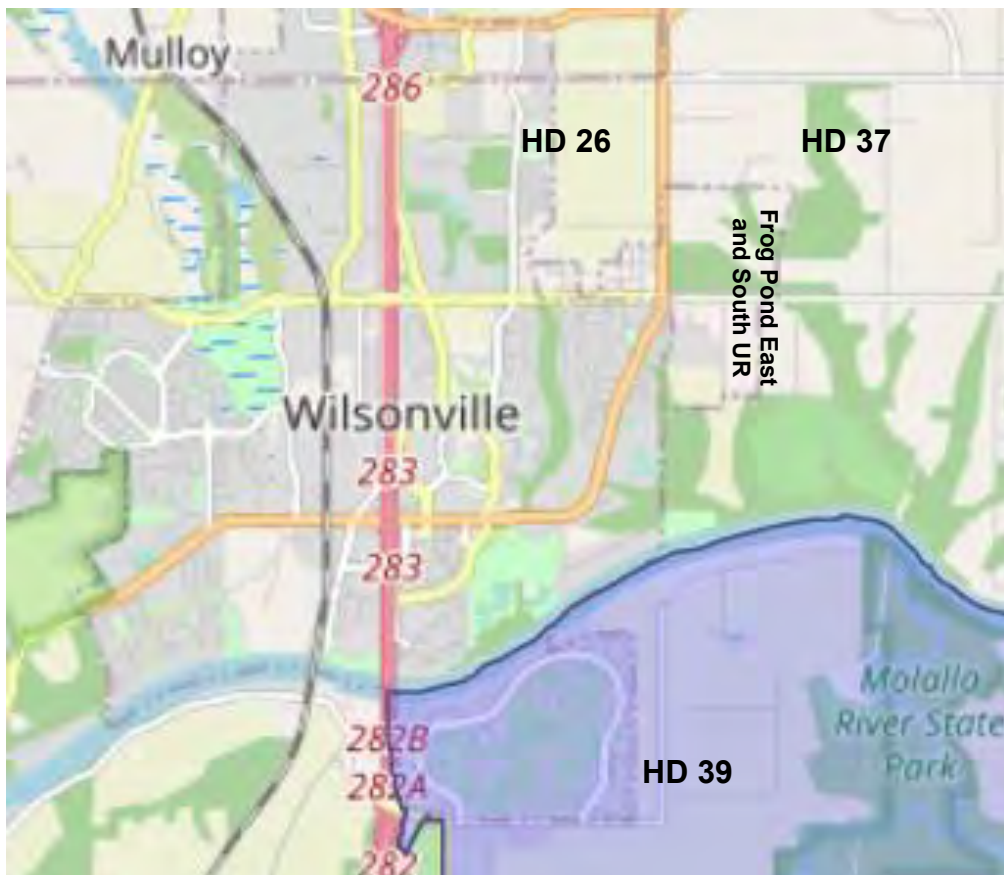 Mulloy
286
HD 26
HD 37
Frog Pond East
and South UR
Wilsonville
283
283
Molalla
River State
Park
282B
HD 39
282A
282